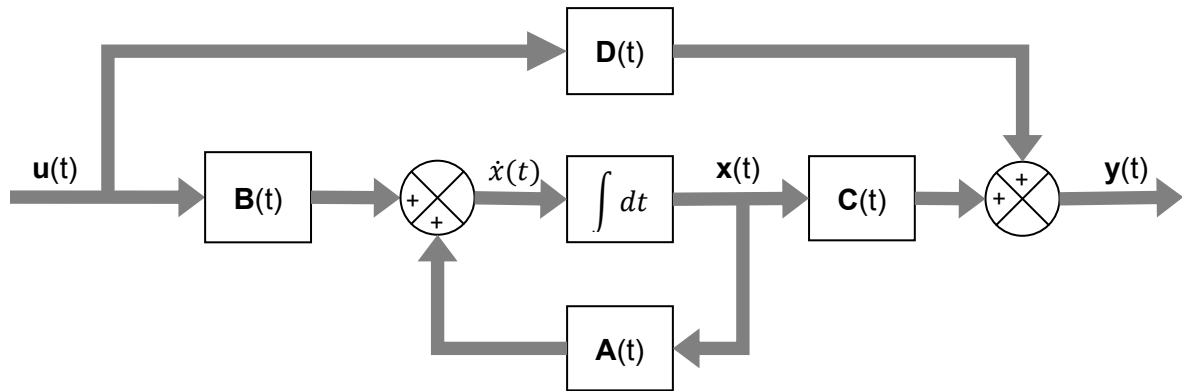 D(t)
u(t)
B(t)
+
+
ẋ(t)
∫ dt
x(t)
C(t)
+
+
y(t)
A(t)